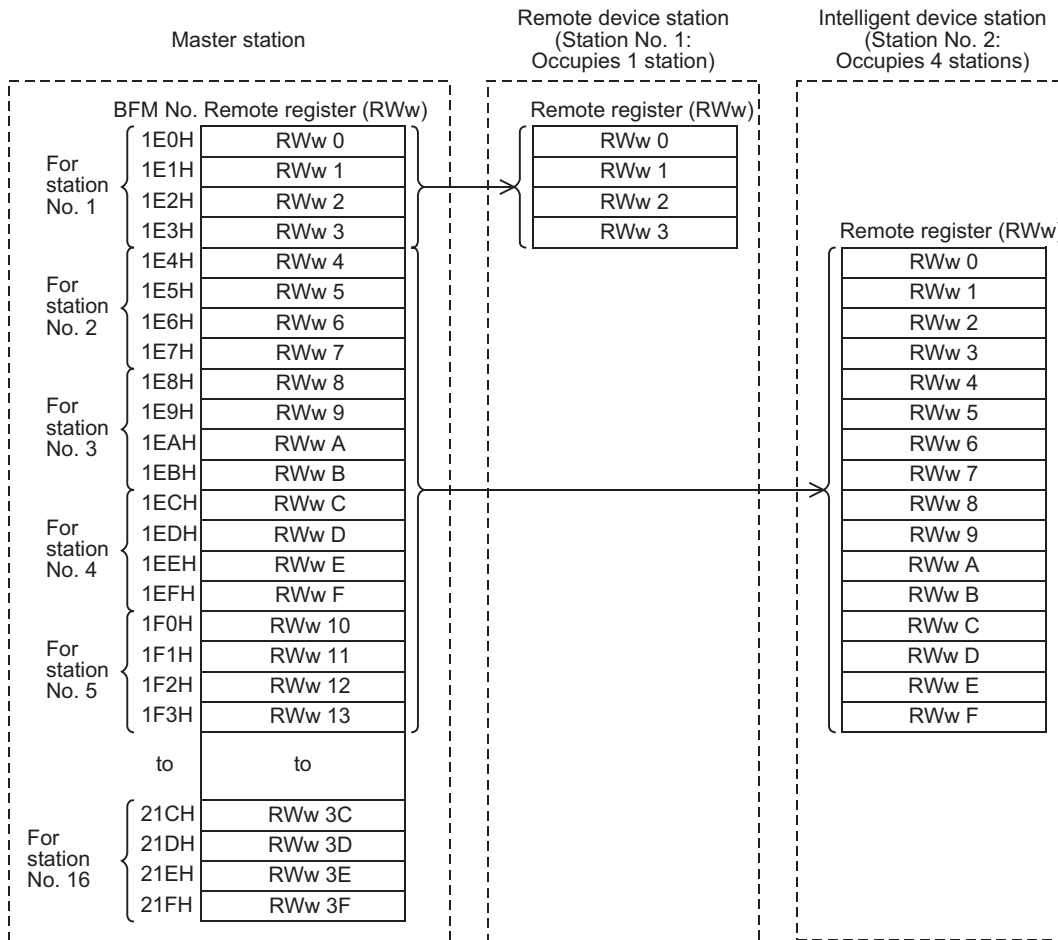 Master station
Remote device station
(Station No. 1:
Occupies 1 station)
Intelligent device station
(Station No. 2:
Occupies 4 stations)
BFM No. Remote register (RWw)
For
station
No. 1
1E0H RWw 0
1E1H RWw 1
1E2H RWw 2
1E3H RWw 3
For
station
No. 2
1E4H RWw 4
1E5H RWw 5
1E6H RWw 6
1E7H RWw 7
For
station
No. 3
1E8H RWw 8
1E9H RWw 9
1EAH RWw A
1EBH RWw B
For
station
No. 4
1ECH RWw C
1EDH RWw D
1EEH RWw E
1EFH RWw F
For
station
No. 5
1F0H RWw 10
1F1H RWw 11
1F2H RWw 12
1F3H RWw 13
to to
For
station
No. 16
21CH RWw 3C
21DH RWw 3D
21EH RWw 3E
21FH RWw 3F
Remote register (RWw)
RWw 0
RWw 1
RWw 2
RWw 3
Remote register (RWw)
RWw 0
RWw 1
RWw 2
RWw 3
RWw 4
RWw 5
RWw 6
RWw 7
RWw 8
RWw 9
RWw A
RWw B
RWw C
RWw D
RWw E
RWw F